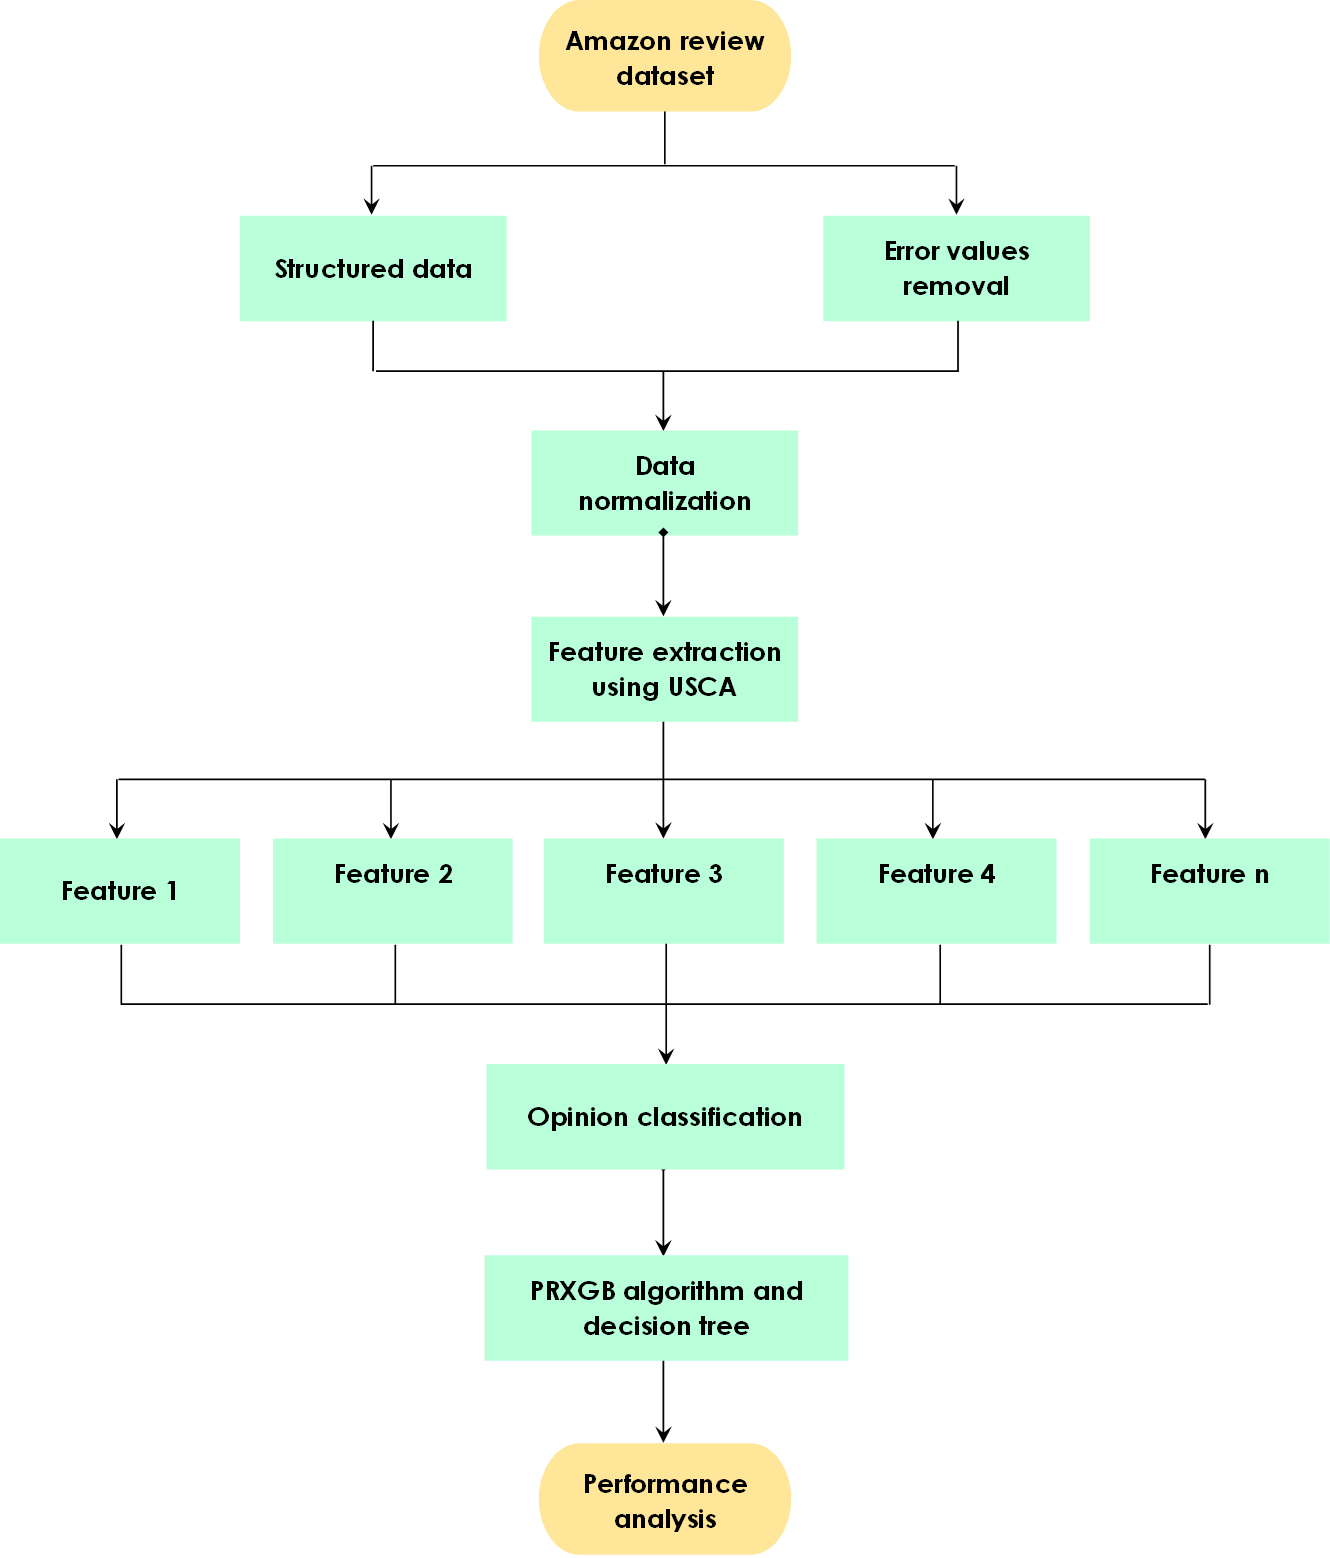 Amazon review
dataset
Structured data
Error values
removal
Data
normalization
Feature extraction
using USCA
Feature 1
Feature 2
Feature 3
Feature 4
Feature n
Opinion classification
PRXGB algorithm and
decision tree
Performance
analysis